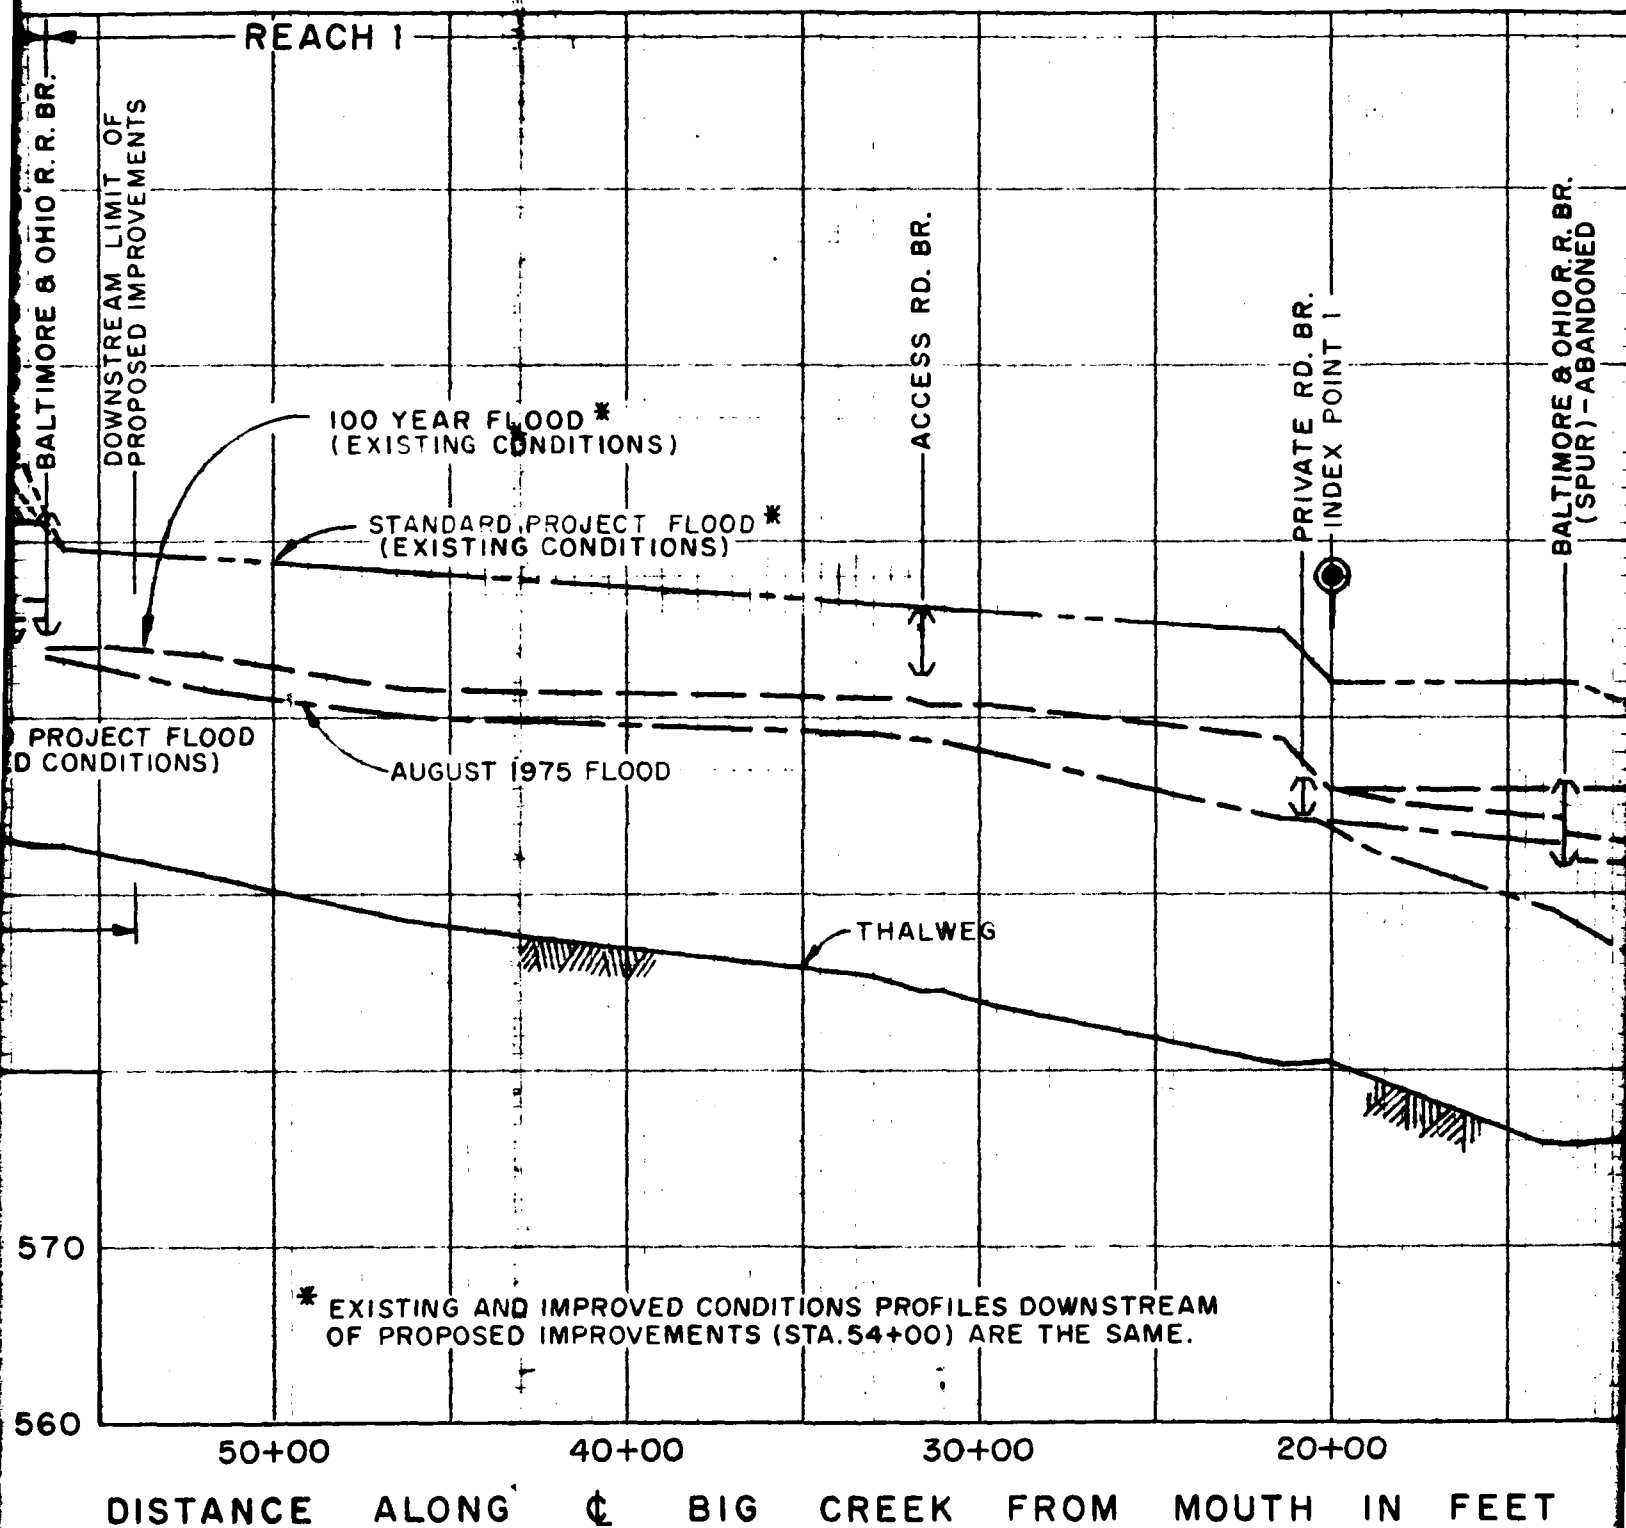 REACH 1
BALTIMORE & OHIO R. R. BR.
DOWNSTREAM LIMIT OF
PROPOSED IMPROVEMENTS
100 YEAR FLOOD *
(EXISTING CONDITIONS)
STANDARD PROJECT FLOOD *
(EXISTING CONDITIONS)
ACCESS RD. BR.
PRIVATE RD. BR.
INDEX POINT 1
BALTIMORE & OHIO R. R. BR.
(SPUR) - ABANDONED
PROJECT FLOOD
D CONDITIONS)
AUGUST 1975 FLOOD
THALWEG
570
* EXISTING AND IMPROVED CONDITIONS PROFILES DOWNSTREAM
OF PROPOSED IMPROVEMENTS (STA. 54+00) ARE THE SAME.
560
50+00 40+00 30+00 20+00
DISTANCE ALONG ℄ BIG CREEK FROM MOUTH IN FEET